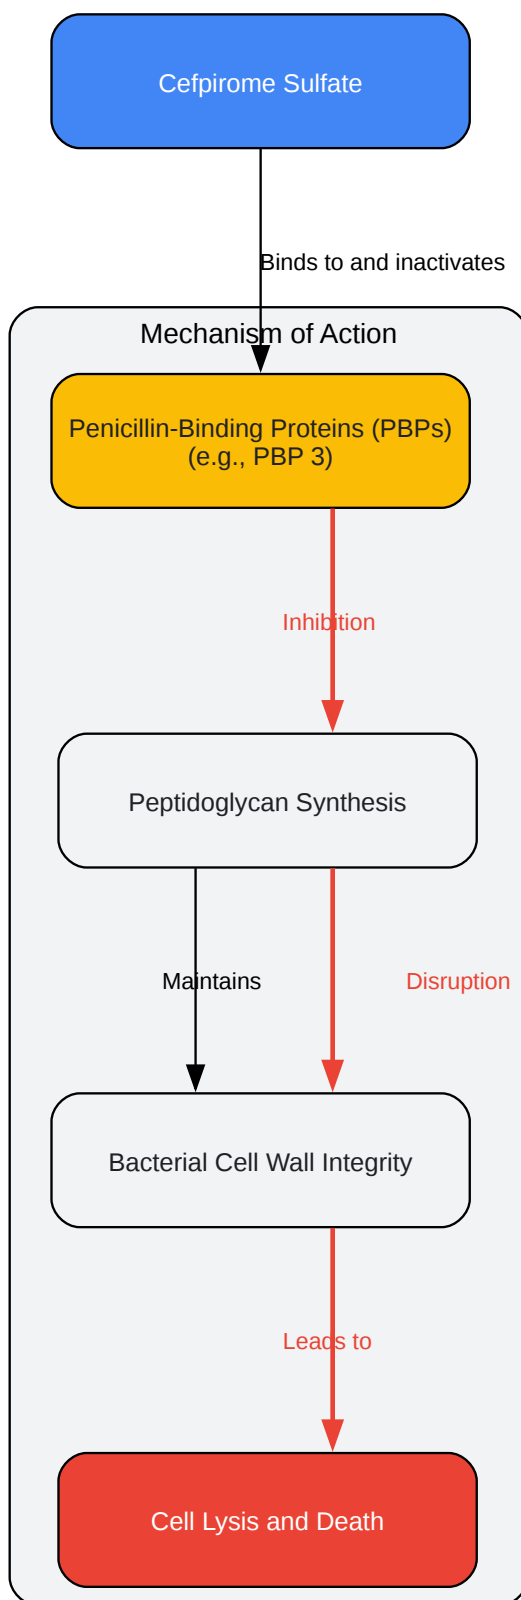 Cefpirome Sulfate
Binds to and inactivates
Mechanism of Action
Penicillin-Binding Proteins (PBPs)
(e.g., PBP 3)
Inhibition
Peptidoglycan Synthesis
Maintains
Disruption
Bacterial Cell Wall Integrity
Leads to
Cell Lysis and Death